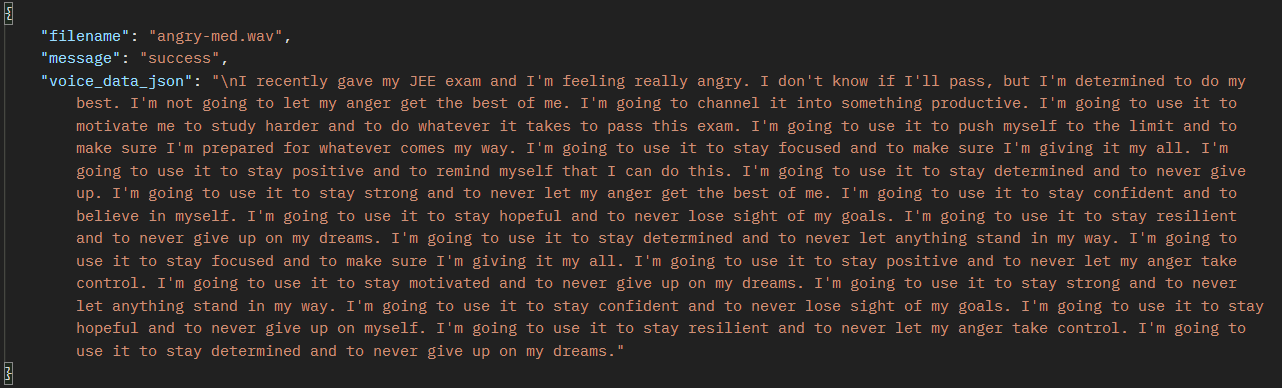 {
"filename": "angry-med.wav",
"message": "success",
"voice_data_json": "\nI recently gave my JEE exam and I'm feeling really angry. I don't know if I'll pass, but I'm determined to do my
best. I'm not going to let my anger get the best of me. I'm going to channel it into something productive. I'm going to use it to
motivate me to study harder and to do whatever it takes to pass this exam. I'm going to use it to push myself to the limit and to
make sure I'm prepared for whatever comes my way. I'm going to use it to stay focused and to make sure I'm giving it my all. I'm
going to use it to stay positive and to remind myself that I can do this. I'm going to use it to stay determined and to never give
up. I'm going to use it to stay strong and to never let my anger get the best of me. I'm going to use it to stay confident and to
believe in myself. I'm going to use it to stay hopeful and to never lose sight of my goals. I'm going to use it to stay resilient
and to never give up on my dreams. I'm going to use it to stay determined and to never let anything stand in my way. I'm going to
use it to stay focused and to make sure I'm giving it my all. I'm going to use it to stay positive and to never let my anger take
control. I'm going to use it to stay motivated and to never give up on my dreams. I'm going to use it to stay strong and to never
let anything stand in my way. I'm going to use it to stay confident and to never lose sight of my goals. I'm going to use it to stay
hopeful and to never give up on myself. I'm going to use it to stay resilient and to never let my anger take control. I'm going to
use it to stay determined and to never give up on my dreams."
}